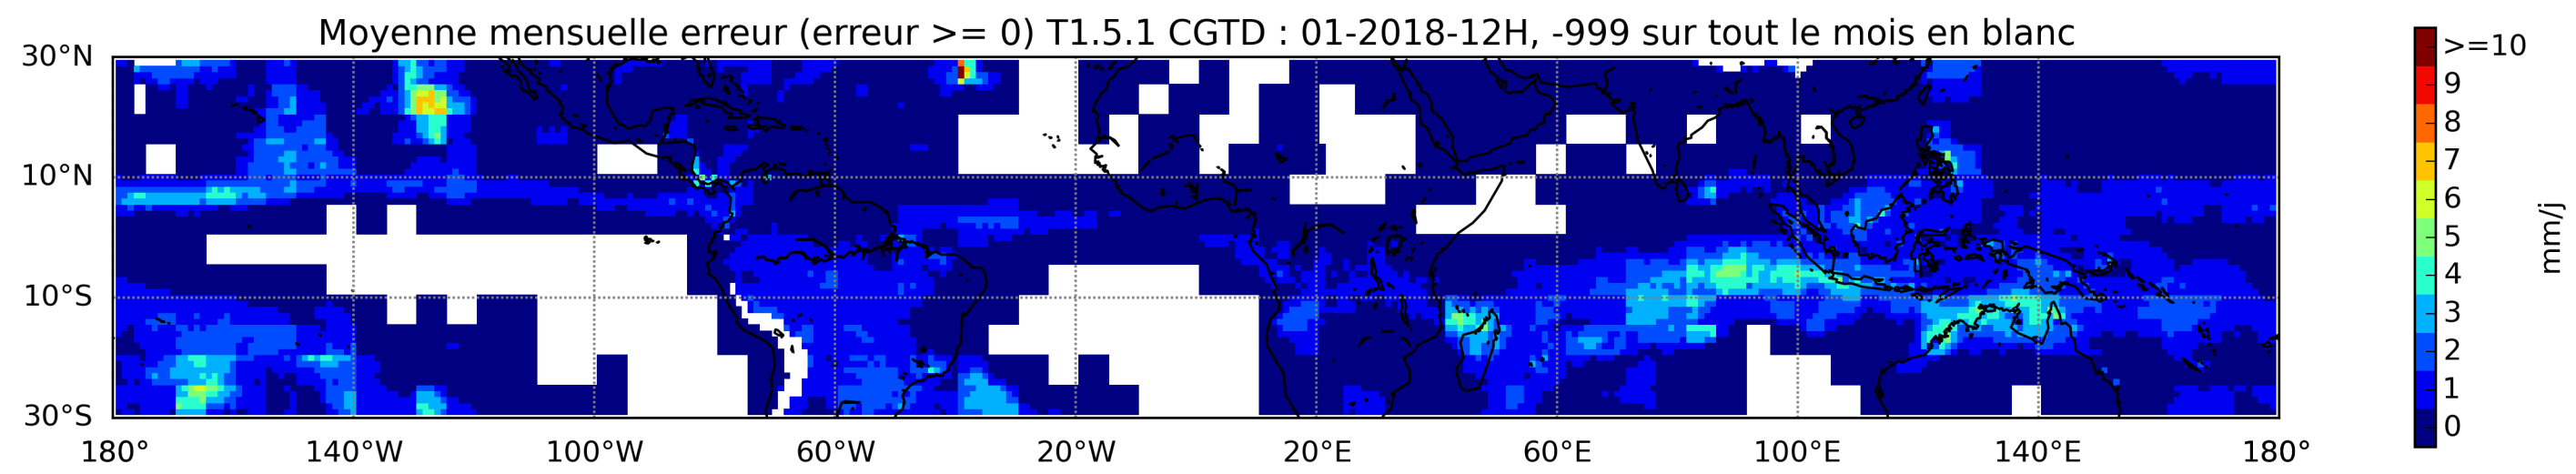 Moyenne mensuelle erreur (erreur >= 0) T1.5.1 CGTD : 01-2018-12H, -999 sur tout le mois en blanc
30°N
10°N
10°S
30°S
180°
140°W
100°W
60°W
20°W
20°E
60°E
100°E
140°E
180°
>=10
9
8
7
6
5
4
3
2
1
0
mm/j